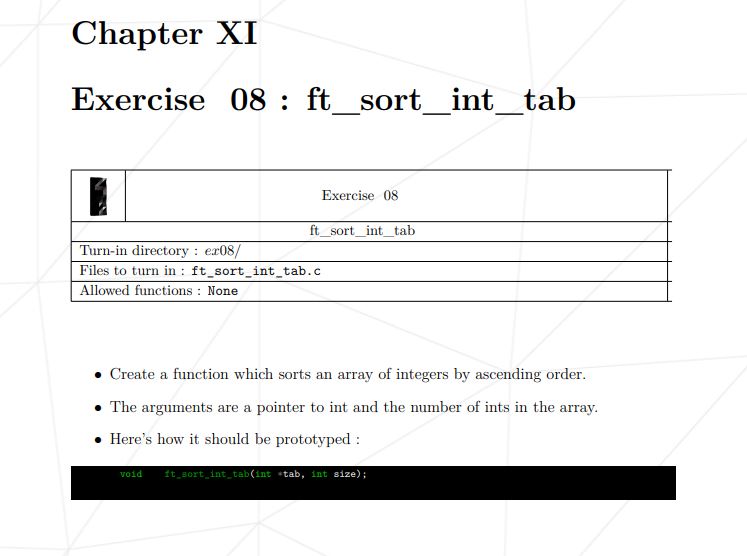 Chapter XI
Exercise 08 : ft_sort_int_tab
Exercise 08
ft_sort_int_tab
Turn-in directory : ex08/
Files to turn in : ft_sort_int_tab.c
Allowed functions : None
• Create a function which sorts an array of integers by ascending order.
• The arguments are a pointer to int and the number of ints in the array.
• Here's how it should be prototyped :
void ft_sort_int_tab(int *tab, int size);